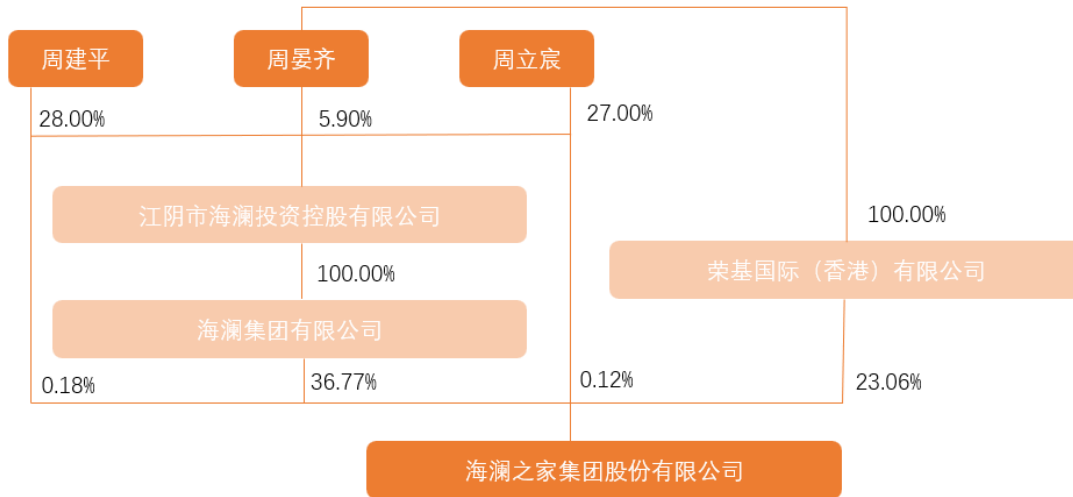 周建平
周晏齐
周立宸
28.00%
5.90%
27.00%
江阴市海澜投资控股有限公司
100.00%
100.00%
荣基国际（香港）有限公司
海澜集团有限公司
0.18%
36.77%
0.12%
23.06%
海澜之家集团股份有限公司